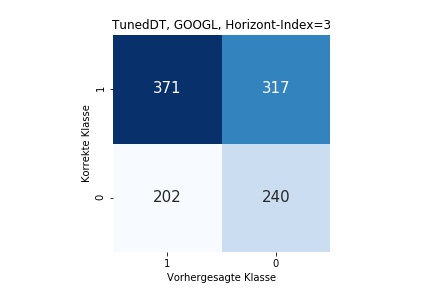 TunedDT, GOOGL, Horizont-Index=3
Korrekte Klasse
1
371
317
0
202
240
1
0
Vorhergesagte Klasse